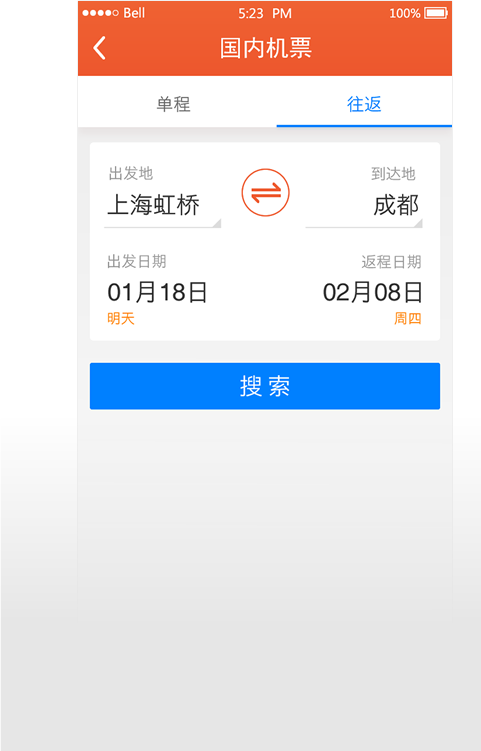 Bell 5:23 PM 100%
国内机票
单程 往返
出发地 到达地
上海虹桥 成都
出发日期 返程日期
01月18日 02月08日
明天 周四
搜索